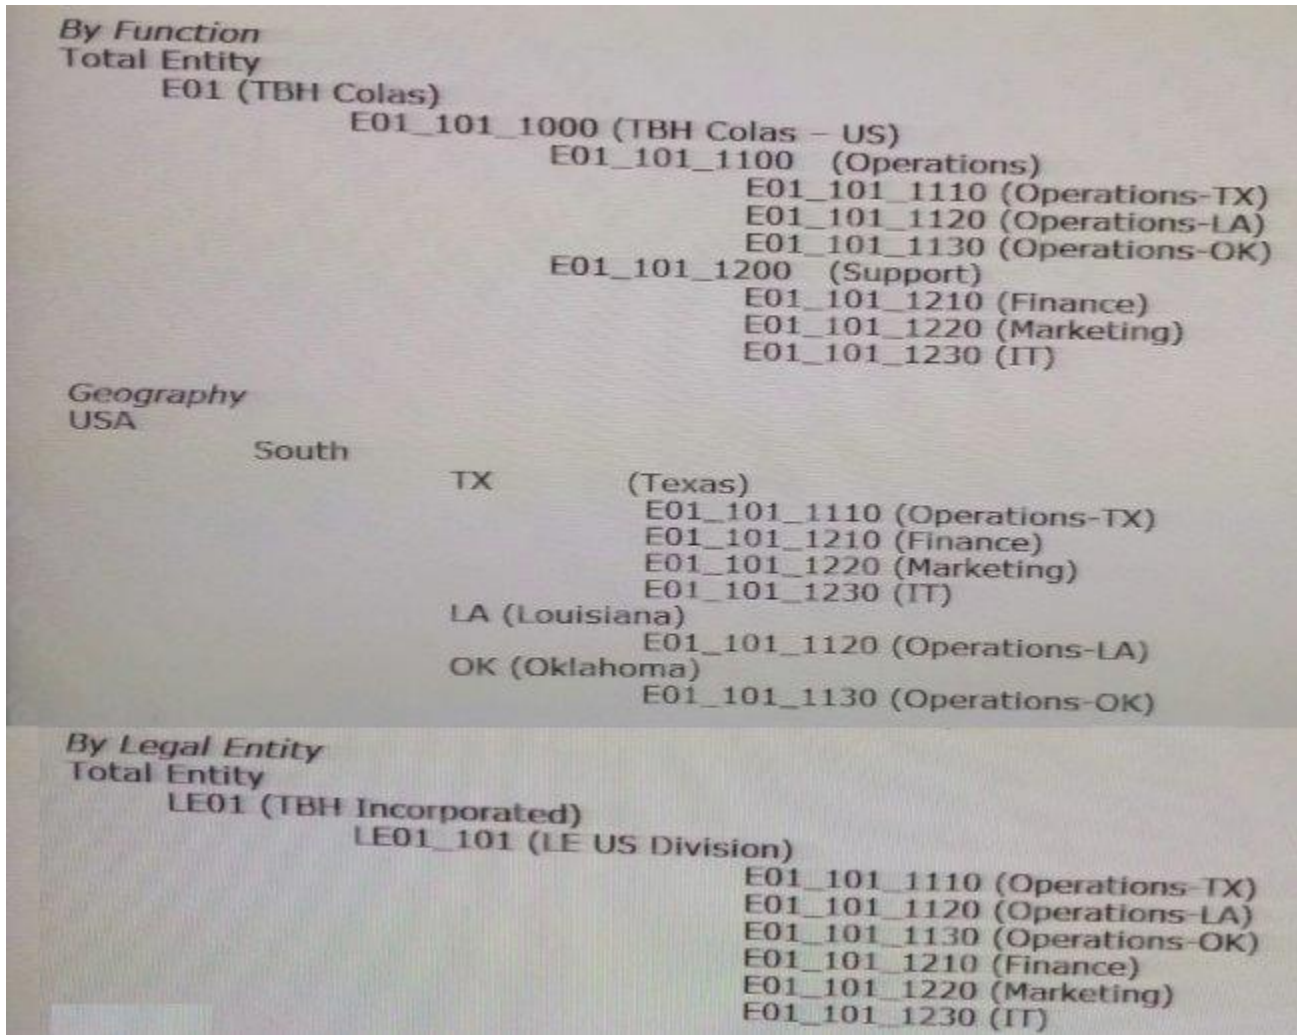 By Function
Total Entity
E01 (TBH Colas)
E01_101_1000 (TBH Colas – US)
E01_101_1100 (Operations)
E01_101_1110 (Operations-TX)
E01_101_1120 (Operations-LA)
E01_101_1130 (Operations-OK)
E01_101_1200 (Support)
E01_101_1210 (Finance)
E01_101_1220 (Marketing)
E01_101_1230 (IT)
Geography
USA
South
TX (Texas)
E01_101_1110 (Operations-TX)
E01_101_1210 (Finance)
E01_101_1220 (Marketing)
E01_101_1230 (IT)
LA (Louisiana)
E01_101_1120 (Operations-LA)
OK (Oklahoma)
E01_101_1130 (Operations-OK)
By Legal Entity
Total Entity
LE01 (TBH Incorporated)
LE01_101 (LE US Division)
E01_101_1110 (Operations-TX)
E01_101_1120 (Operations-LA)
E01_101_1130 (Operations-OK)
E01_101_1210 (Finance)
E01_101_1220 (Marketing)
E01_101_1230 (IT)